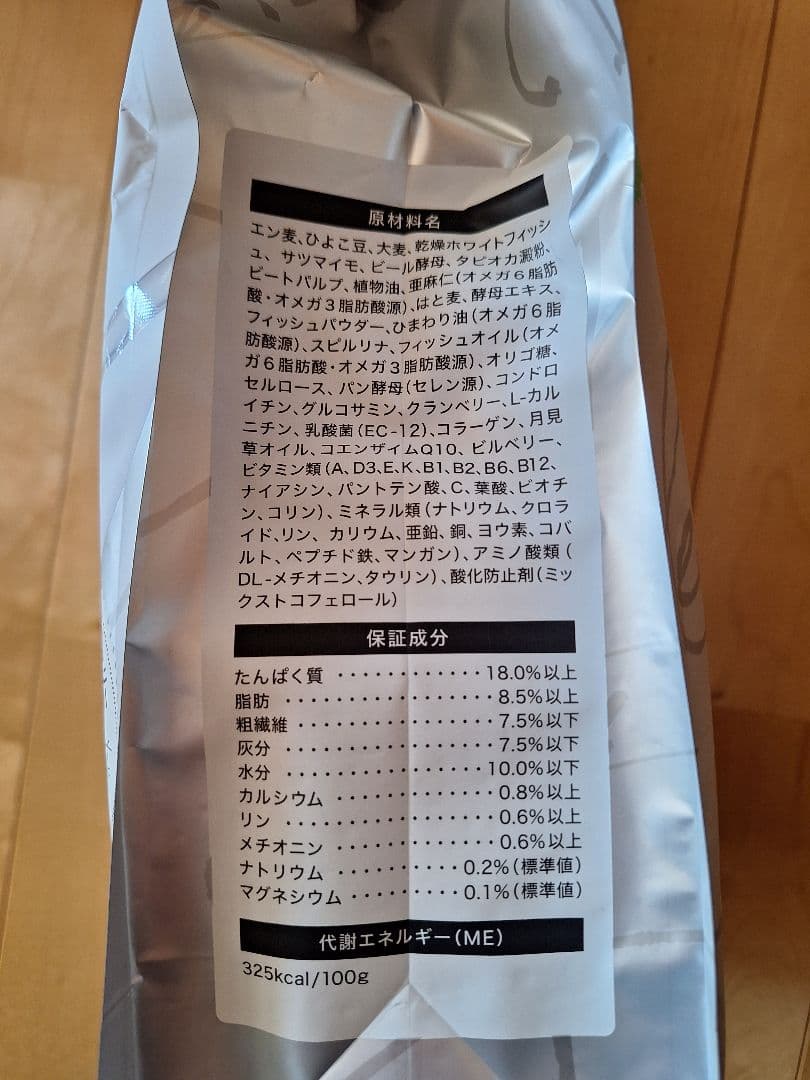 原材料名
エン麦、ひよこ豆、大麦、乾燥ホワイトフィッシ
ュ、サツマイモ、ビール酵母、タピオカ澱粉、
ビートパルプ、植物油、亜麻仁(オメガ6脂肪
酸・オメガ3脂肪酸源)、はと麦、酵母エキス、
フィッシュパウダー、ひまわり油(オメガ6脂
肪酸源)、スピルリナ、フィッシュオイル(オメ
ガ6脂肪酸・オメガ3脂肪酸源)、オリゴ糖、
セルロース、パン酵母(セレン源)、コンドロ
イチン、グルコサミン、クランベリー、L-カル
ニチン、乳酸菌(EC-12)、コラーゲン、月見
草オイル、コエンザイムQ10、ビルベリー、
ビタミン類(A、D3、E、K、B1、B2、B6、B12、
ナイアシン、パントテン酸、C、葉酸、ビオチ
ン、コリン)、ミネラル類(ナトリウム、クロラ
イド、リン、カリウム、亜鉛、銅、ヨウ素、コバ
ルト、ペプチド鉄、マンガン)、アミノ酸類(
DL-メチオニン、タウリン)、酸化防止剤(ミッ
クストコフェロール)
保証成分
たんぱく質 ············ 18.0%以上
脂肪 ················· 8.5%以上
粗繊維 ··············· 7.5%以下
灰分 ················· 7.5%以下
水分 ················ 10.0%以下
カルシウム ············ 0.8%以上
リン ················· 0.6%以上
メチオニン ············ 0.6%以上
ナトリウム ·········· 0.2%(標準値)
マグネシウム ········· 0.1%(標準値)
代謝エネルギー(ME)
325kcal/100g